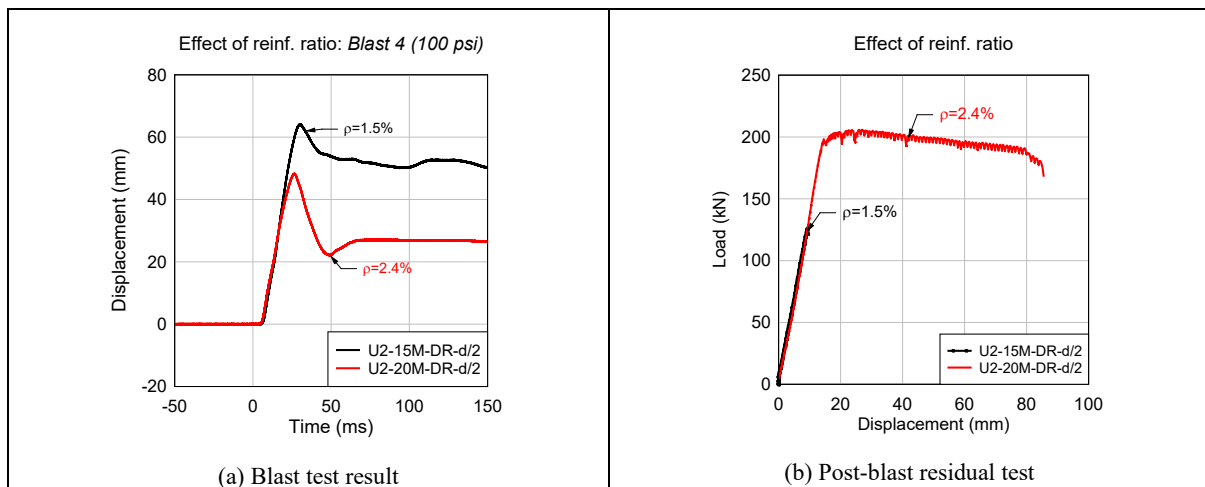 Effect of reinf. ratio: Blast 4 (100 psi)
80
60
40
20
0
-20
Displacement (mm)
ρ=1.5%
ρ=2.4%
U2-15M-DR-d/2
U2-20M-DR-d/2
-50
0
50
100
150
Time (ms)
(a) Blast test result
Effect of reinf. ratio
250
200
150
100
50
0
Load (kN)
ρ=2.4%
ρ=1.5%
U2-15M-DR-d/2
U2-20M-DR-d/2
0
20
40
60
80
100
Displacement (mm)
(b) Post-blast residual test